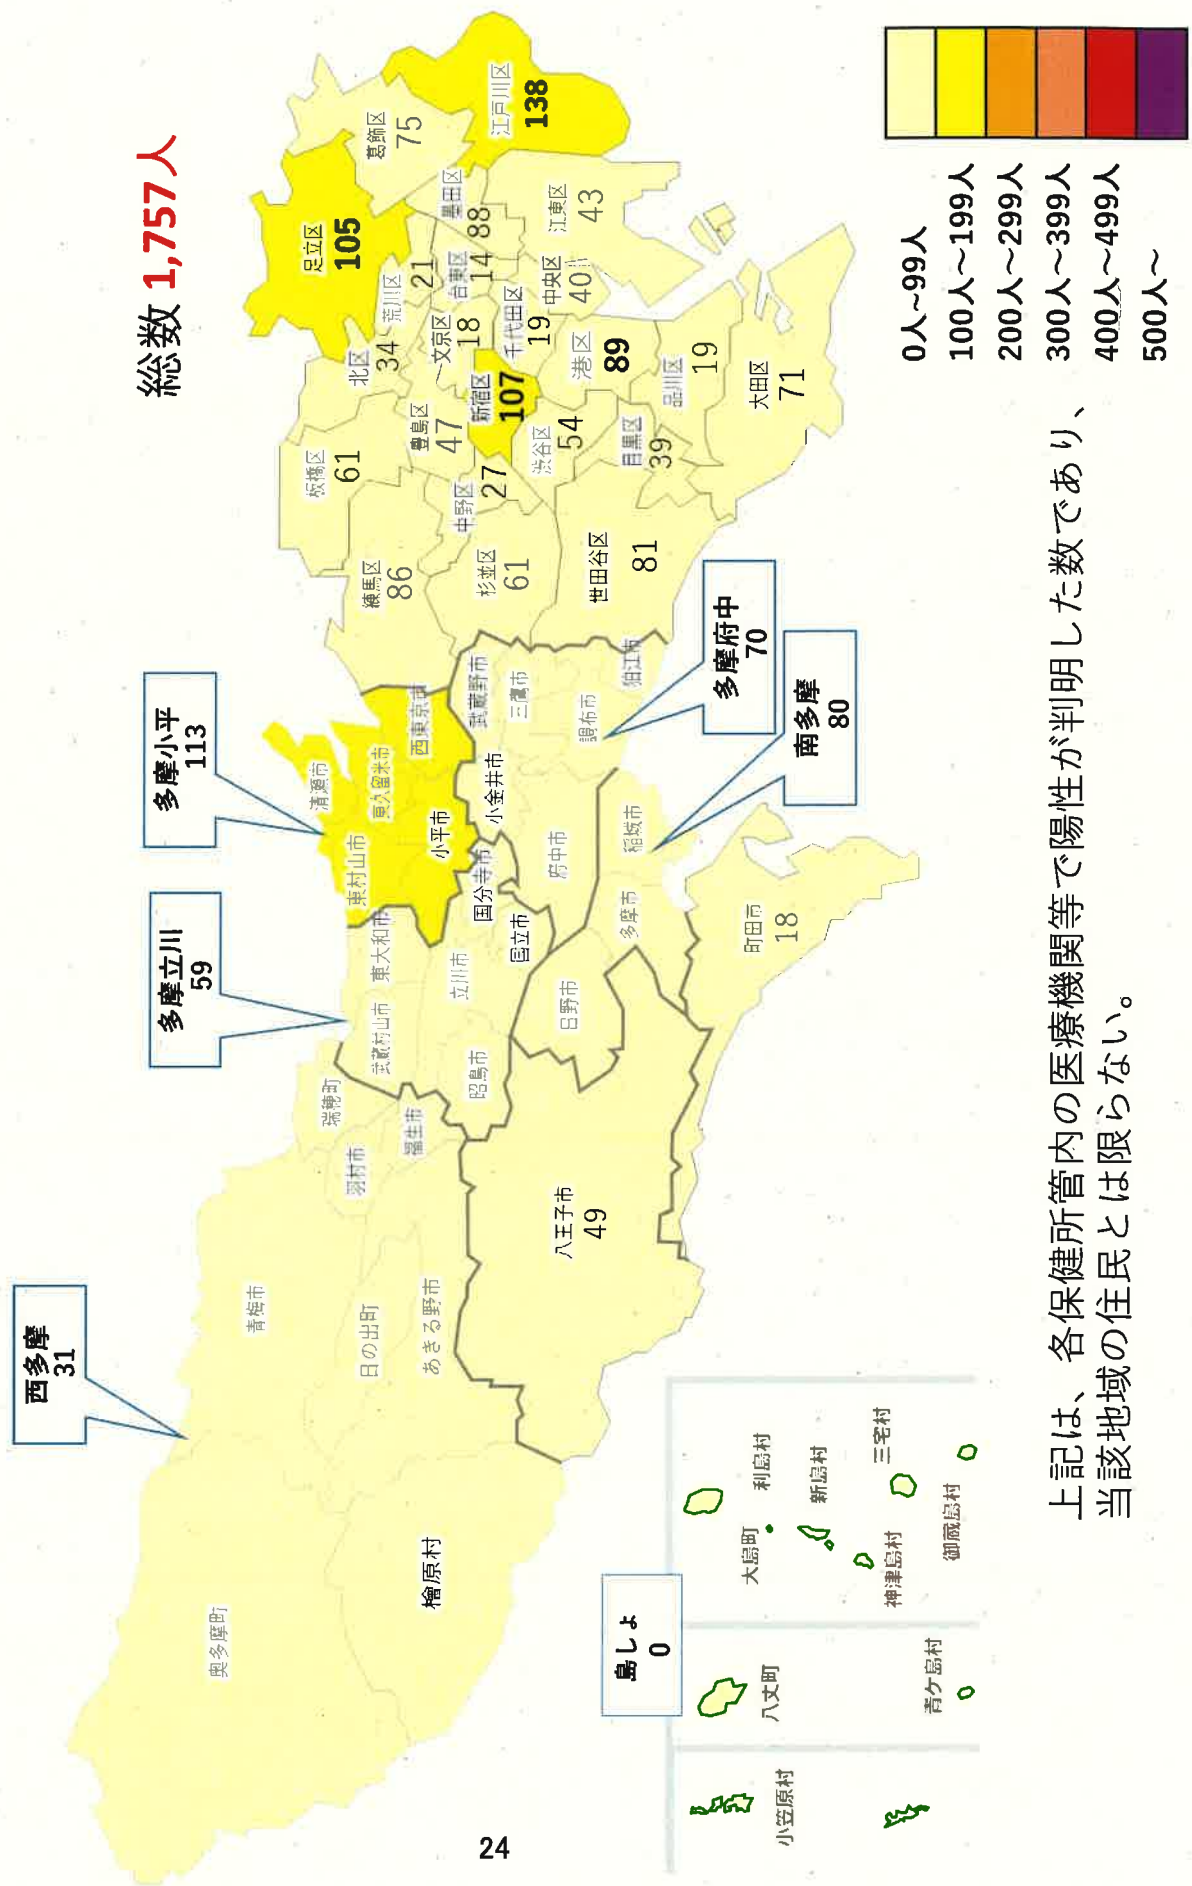 総数 1,757人
西多摩
31
多摩立川
59
多摩小平
113
多摩府中
70
南多摩
80
島しょ
0
奥多摩町
檜原村
青梅市
日の出町
あきる野市
瑞穂町
羽村市
福生市
八王子市
49
武蔵村山市
東大和市
昭島市
立川市
国分寺市
国立市
日野市
多摩市
稲城市
町田市
18
東村山市
清瀬市
東久留米市
西東京市
小平市
小金井市
武蔵野市
三鷹市
府中市
調布市
狛江市
練馬区
86
板橋区
61
北区
34
足立区
105
葛飾区
75
江戸川区
138
荒川区
21
墨田区
88
台東区
14
文京区
18
豊島区
47
新宿区
107
中野区
27
杉並区
61
千代田区
19
中央区
40
江東区
43
港区
89
渋谷区
54
世田谷区
81
目黒区
39
品川区
19
大田区
71
小笠原村
八丈町
青ケ島村
大島町
利島村
新島村
神津島村
三宅村
御蔵島村
0人~99人
100人~199人
200人~299人
300人~399人
400人~499人
500人~
上記は、各保健所管内の医療機関等で陽性が判明した数であり、
当該地域の住民とは限らない。
24